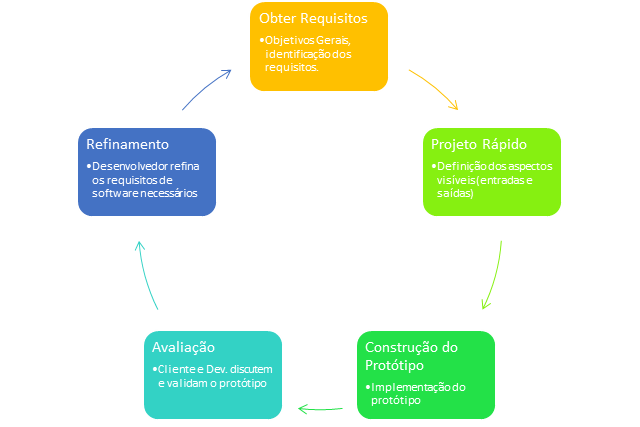 Obter Requisitos
•Objetivos Gerais,
identificação dos
requisitos.
Projeto Rápido
•Definição dos aspectos
visíveis (entradas e
saídas)
Construção do
Protótipo
•Implementação do
protótipo
Avaliação
•Cliente e Dev. discutem
e validam o protótipo
Refinamento
•Desenvolvedor refina
os requisitos de
software necessários